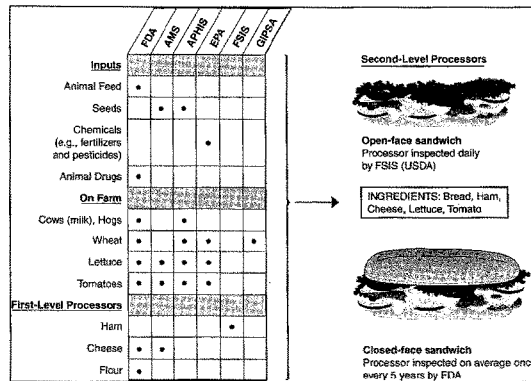 FDA
AMS
APHIS
EPA
FSIS
GIPSA
Inputs
Animal Feed
Seeds
Chemicals
(e.g., fertilizers
and pesticides)
Animal Drugs
On Farm
Cows (milk), Hogs
Wheat
Lettuce
Tomatoes
First-Level Processors
Ham
Cheese
Flour
Second-Level Processors
Open-face sandwich
Processor inspected daily
by FSIS (USDA)
INGREDIENTS: Bread, Ham,
Cheese, Lettuce, Tomato
Closed-face sandwich
Processor inspected on average onc
every 5 years by FDA